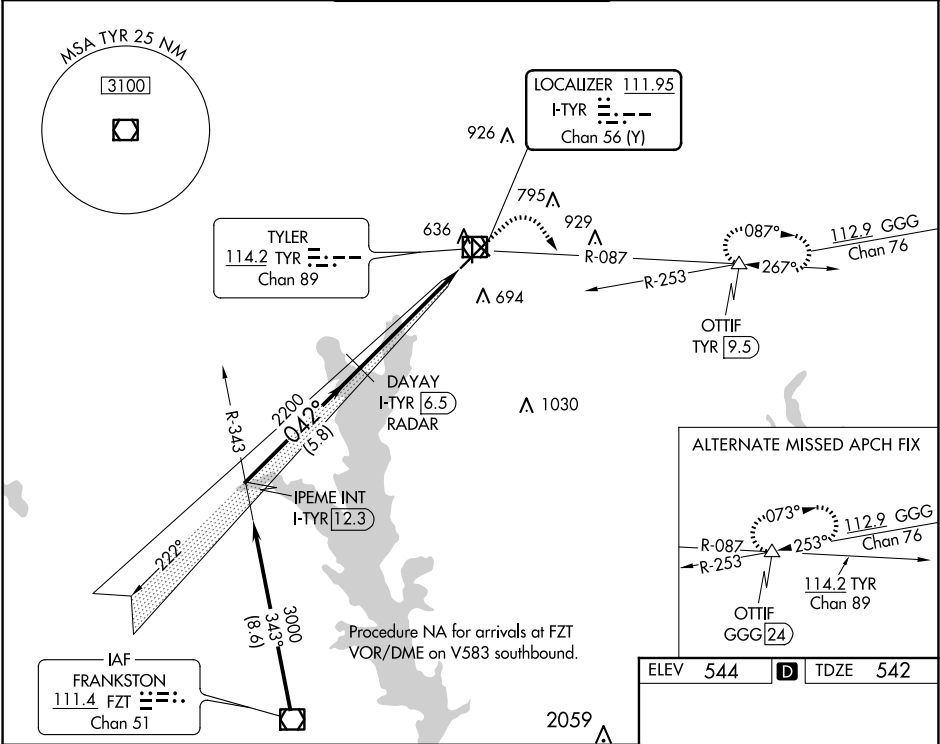 MSA TYR 25 NM
3100
LOCALIZER 111.95
I-TYR
Chan 56 (Y)
926
795
929
636
TYLER
114.2 TYR
Chan 89
R-087
087°
267°
112.9 GGG
Chan 76
R-253
694
OTTIF
TYR 9.5
DAYAY
I-TYR 6.5
RADAR
1030
2200
042°
(5.8)
R-343
IPEME INT
I-TYR 12.3
222°
3000
343°
(8.6)
Procedure NA for arrivals at FZT
VOR/DME on V583 southbound.
IAF
FRANKSTON
111.4 FZT
Chan 51
2059
ALTERNATE MISSED APCH FIX
073°
253°
112.9 GGG
Chan 76
R-087
R-253
114.2 TYR
Chan 89
OTTIF
GGG 24
ELEV 544 D TDZE 542